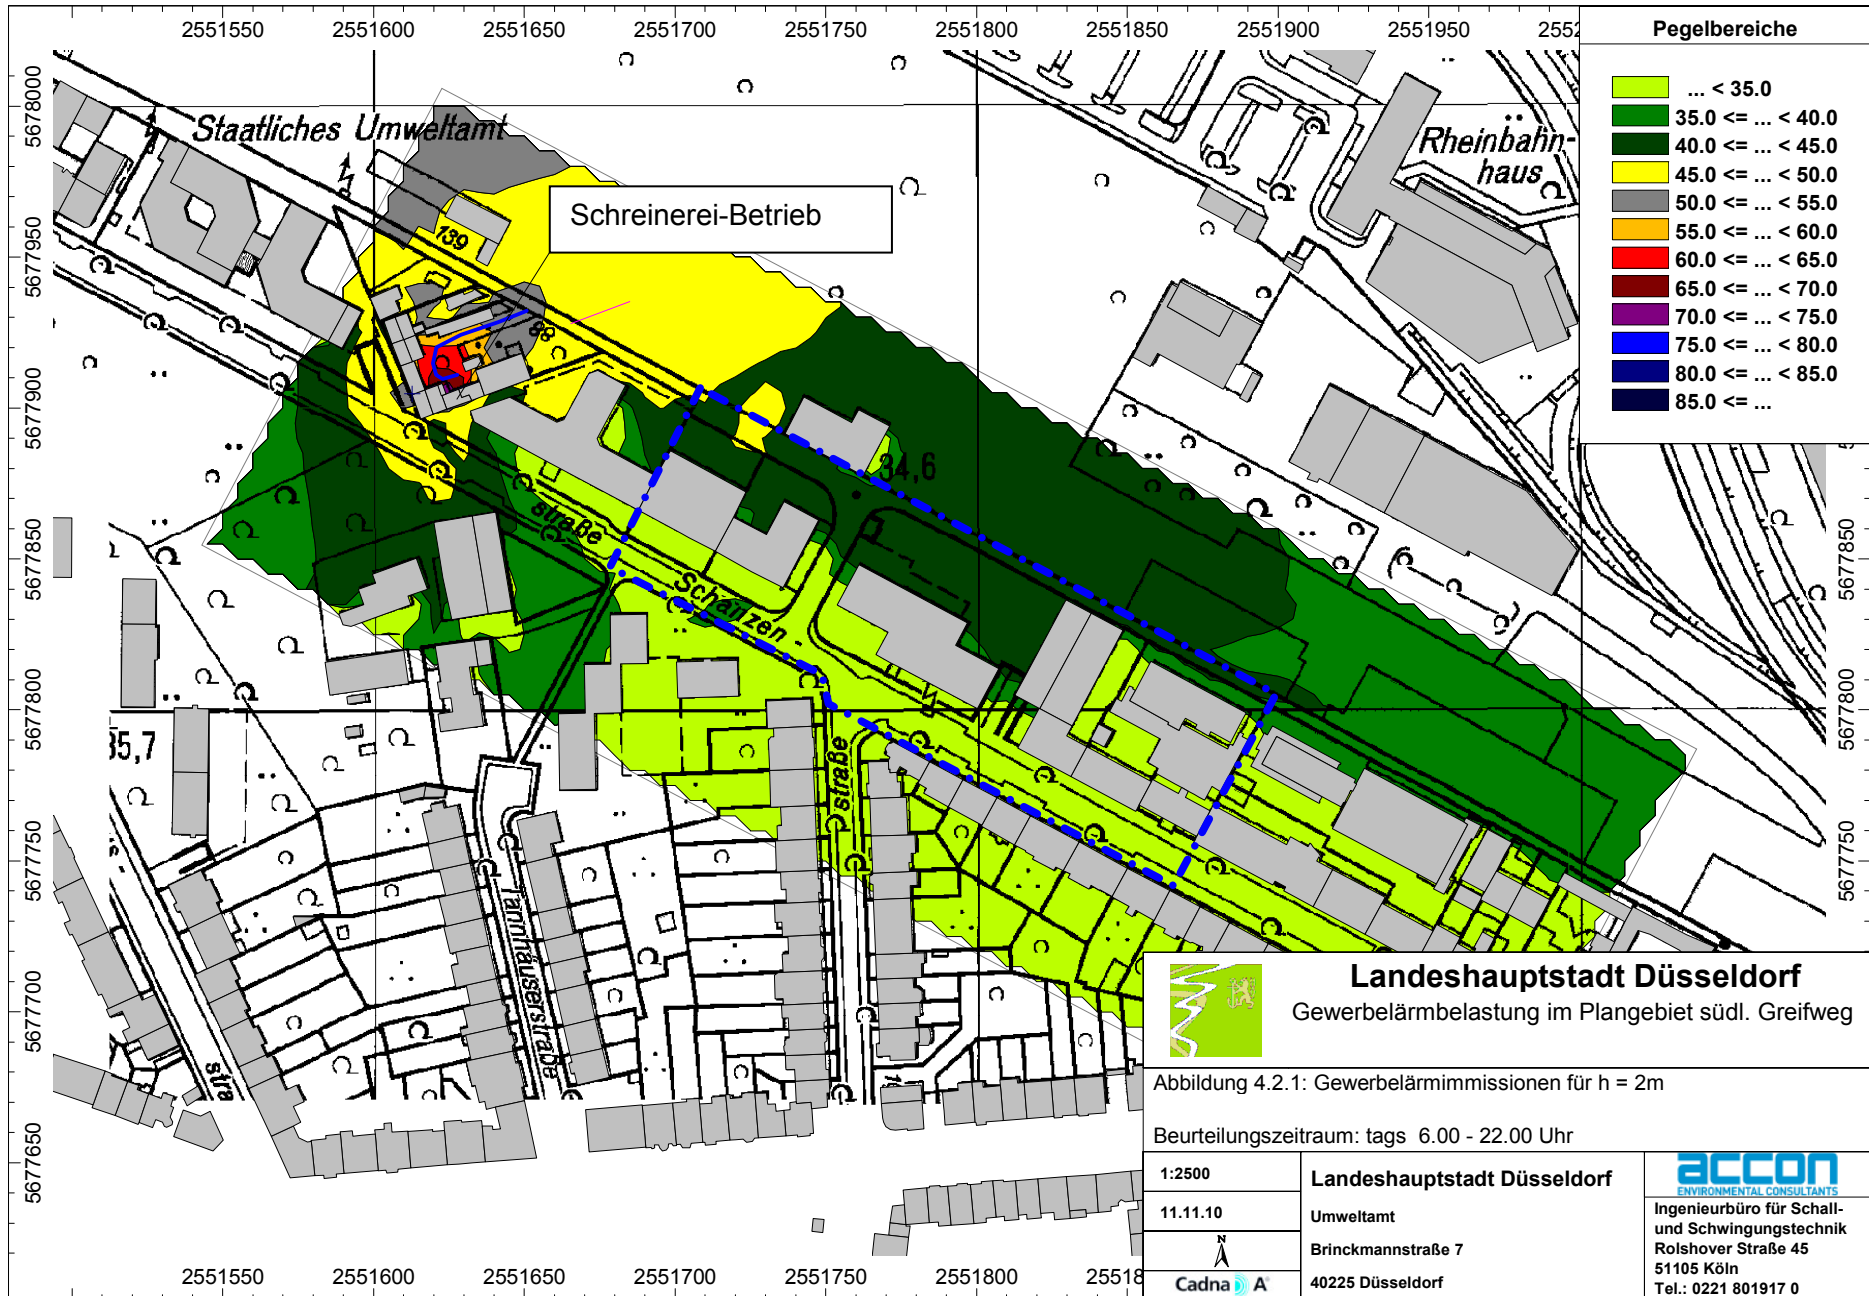 2551550 2551600 2551650 2551700 2551750 2551800 2551850 2551900 2551950
Pegelbereiche
... < 35.0
35.0 <= ... < 40.0
40.0 <= ... < 45.0
45.0 <= ... < 50.0
50.0 <= ... < 55.0
55.0 <= ... < 60.0
60.0 <= ... < 65.0
65.0 <= ... < 70.0
70.0 <= ... < 75.0
75.0 <= ... < 80.0
80.0 <= ... < 85.0
85.0 <= ...
5678000
5677950
5677900
5677850
5677800
5677750
5677700
5677650
Staatliches Umweltamt
Rheinbahn-
haus
Schreinerei-Betrieb
139
88
34,6
straße
Schanzen
straße
35,7
Tannhäuserstraße
5677850
5677800
5677750
Landeshauptstadt Düsseldorf
Gewerbelärmbelastung im Plangebiet südl. Greifweg
Abbildung 4.2.1: Gewerbelärmimmissionen für h = 2m
Beurteilungszeitraum: tags 6.00 - 22.00 Uhr
1:2500
11.11.10
N
Cadna A
Landeshauptstadt Düsseldorf
Umweltamt
Brinckmannstraße 7
40225 Düsseldorf
accon
ENVIRONMENTAL CONSULTANTS
Ingenieurbüro für Schall-
und Schwingungstechnik
Rolshover Straße 45
51105 Köln
Tel.: 0221 801917 0
2551550 2551600 2551650 2551700 2551750 2551800